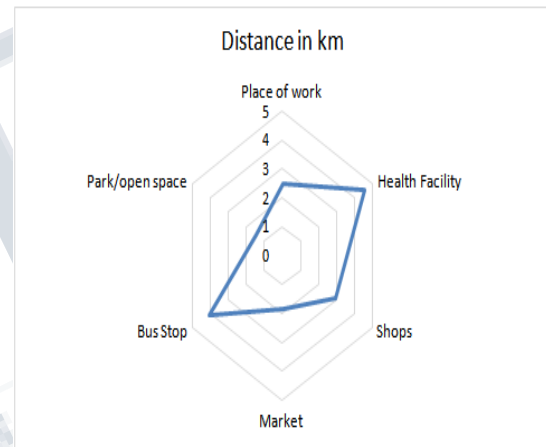 Distance in km
Place of work
5
4
3
2
1
0
Park/open space
Health Facility
Bus Stop
Shops
Market